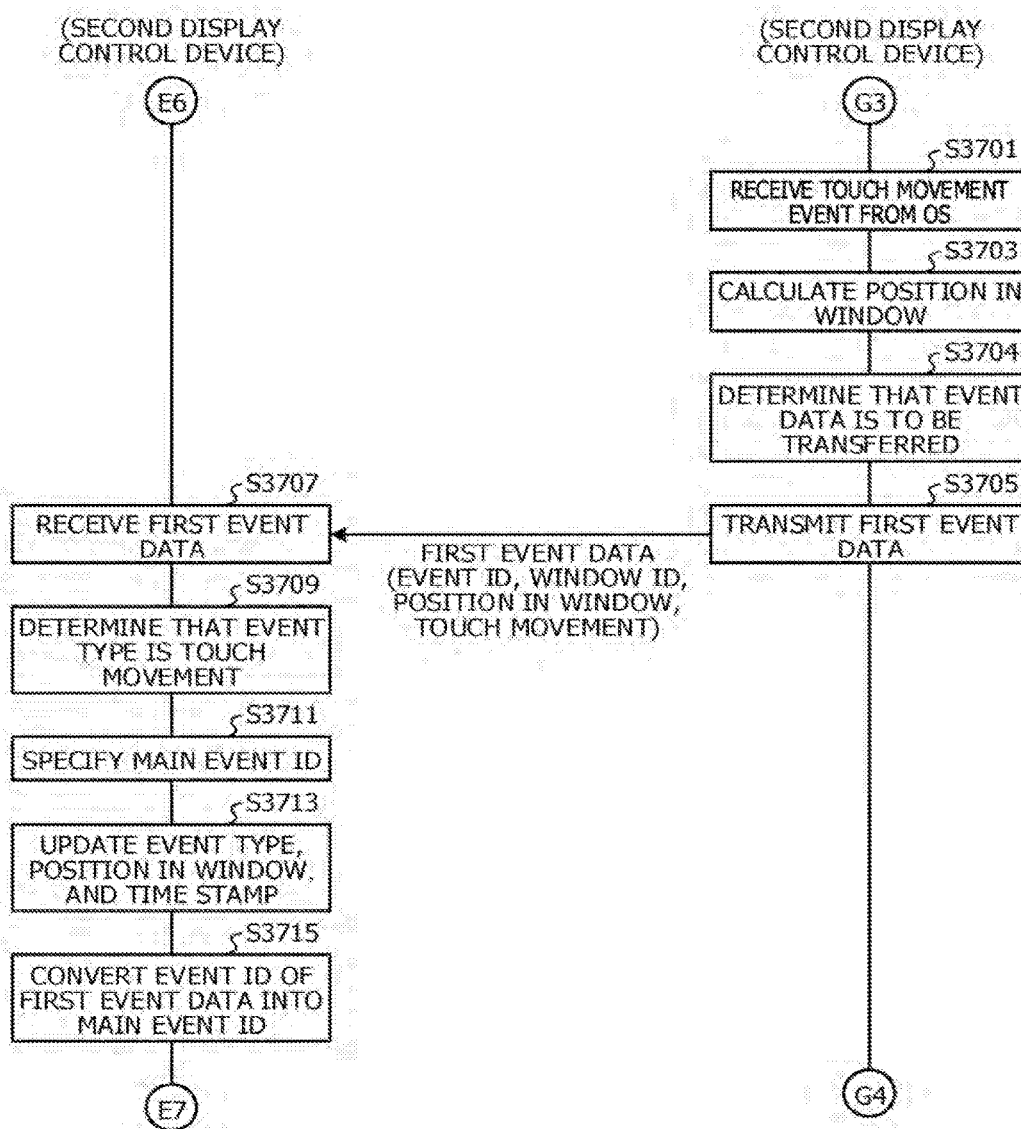 (SECOND DISPLAY
CONTROL DEVICE)
E6
(SECOND DISPLAY
CONTROL DEVICE)
G3
S3701
RECEIVE TOUCH MOVEMENT
EVENT FROM OS
S3703
CALCULATE POSITION IN
WINDOW
S3704
DETERMINE THAT EVENT
DATA IS TO BE
TRANSFERRED
S3705
TRANSMIT FIRST EVENT
DATA
FIRST EVENT DATA
(EVENT ID, WINDOW ID,
POSITION IN WINDOW,
TOUCH MOVEMENT)
S3707
RECEIVE FIRST EVENT
DATA
S3709
DETERMINE THAT EVENT
TYPE IS TOUCH
MOVEMENT
S3711
SPECIFY MAIN EVENT ID
S3713
UPDATE EVENT TYPE,
POSITION IN WINDOW,
AND TIME STAMP
S3715
CONVERT EVENT ID OF
FIRST EVENT DATA INTO
MAIN EVENT ID
E7
G4